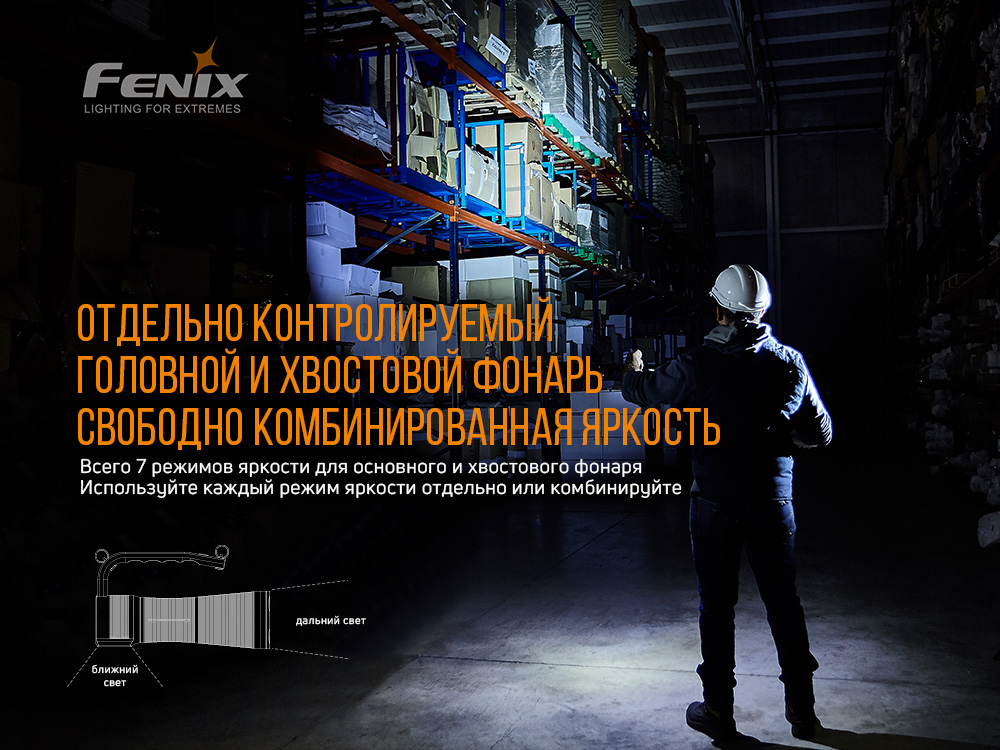 FENIX
LIGHTING FOR EXTREMES
ОТДЕЛЬНО КОНТРОЛИРУЕМЫЙ
ГОЛОВНОЙ И ХВОСТОВОЙ ФОНАРЬ
СВОБОДНО КОМБИНИРОВАННАЯ ЯРКОСТЬ
Всего 7 режимов яркости для основного и хвостового фонаря
Используйте каждый режим яркости отдельно или комбинируйте
дальний свет
ближний
свет